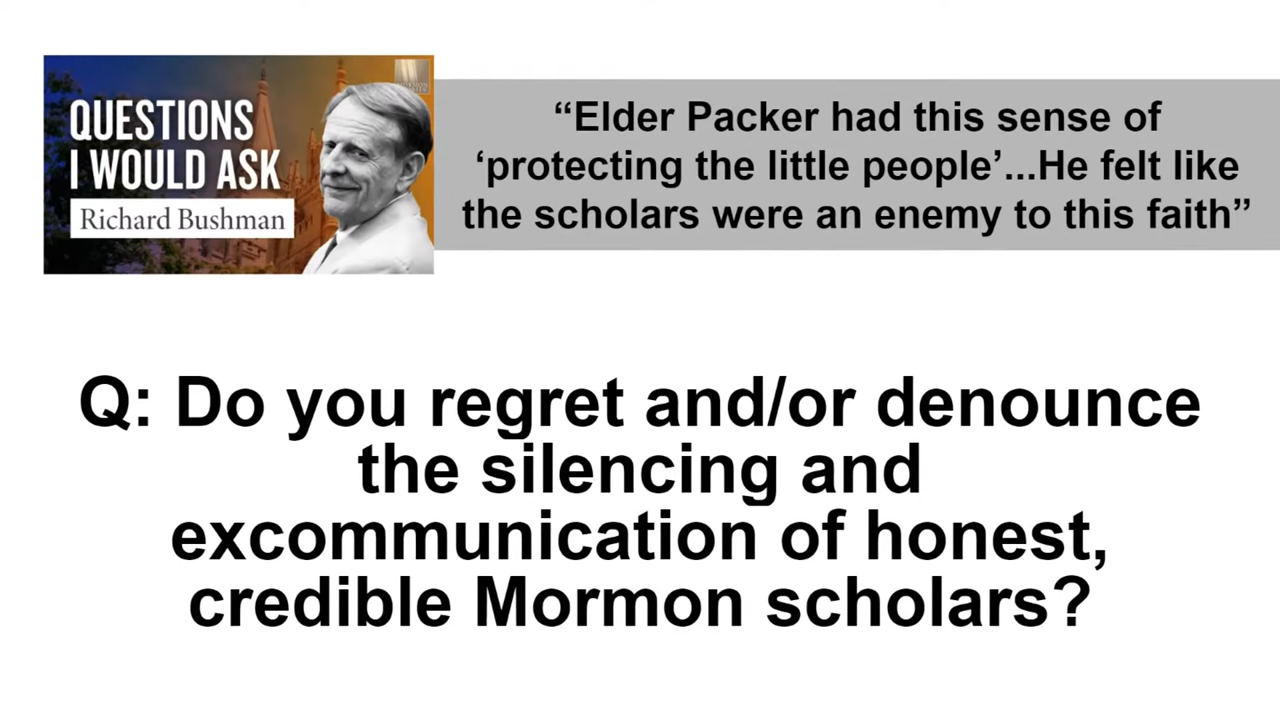 QUESTIONS
I WOULD ASK
Richard Bushman
“Elder Packer had this sense of
‘protecting the little people’...He felt like
the scholars were an enemy to this faith”
Q: Do you regret and/or denounce
the silencing and
excommunication of honest,
credible Mormon scholars?